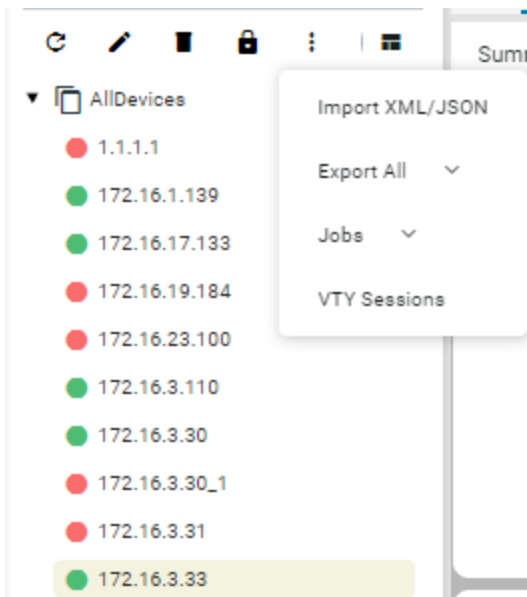 Summ
AllDevices
Import XML/JSON
1.1.1.1
Export All
172.16.1.139
Jobs
172.16.17.133
172.16.19.184
VTY Sessions
172.16.23.100
172.16.3.110
172.16.3.30
172.16.3.30_1
172.16.3.31
172.16.3.33